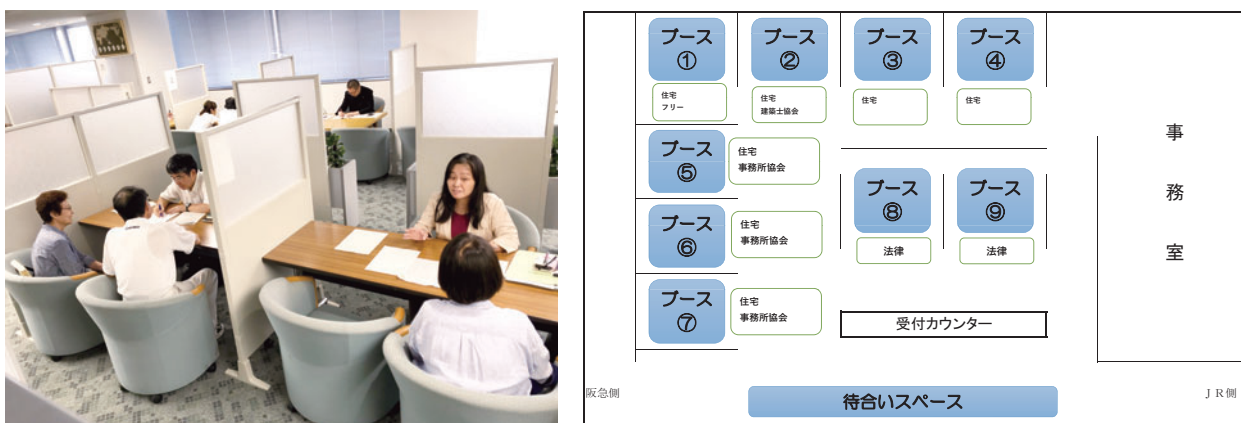 ブース
①
ブース
②
ブース
③
ブース
④
住宅
フリー
住宅
建築士協会
住宅
住宅
ブース
⑤
住宅
事務所協会
ブース
⑥
住宅
事務所協会
ブース
⑦
住宅
事務所協会
ブース
⑧
ブース
⑨
法律
法律
受付カウンター
事
務
室
阪急側
待合いスペース
ＪＲ側